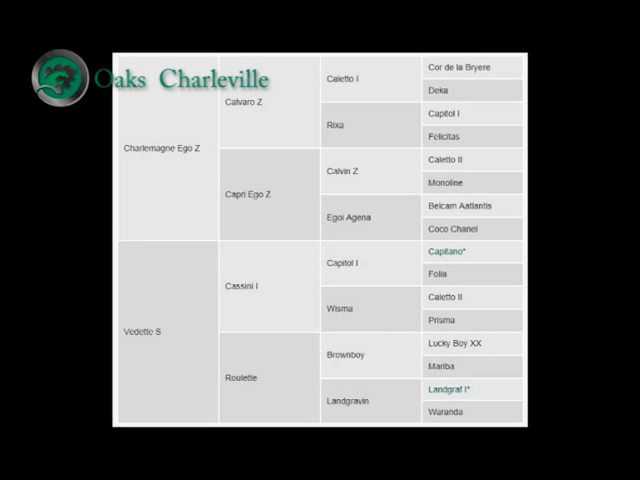 Oaks Charleville
Charlemagne Ego Z
Calvaro Z
Caletto I
Cor de la Bryere
Deka
Rixa
Capitol I
Felicitas
Capri Ego Z
Calvin Z
Caletto II
Monoline
Egoi Agena
Belcam Aatlantis
Coco Chanel
Vedette S
Cassini I
Capitol I
Capitano*
Folia
Wisma
Caletto II
Prisma
Roulette
Brownboy
Lucky Boy XX
Mariba
Landgravin
Landgraf I*
Waranda